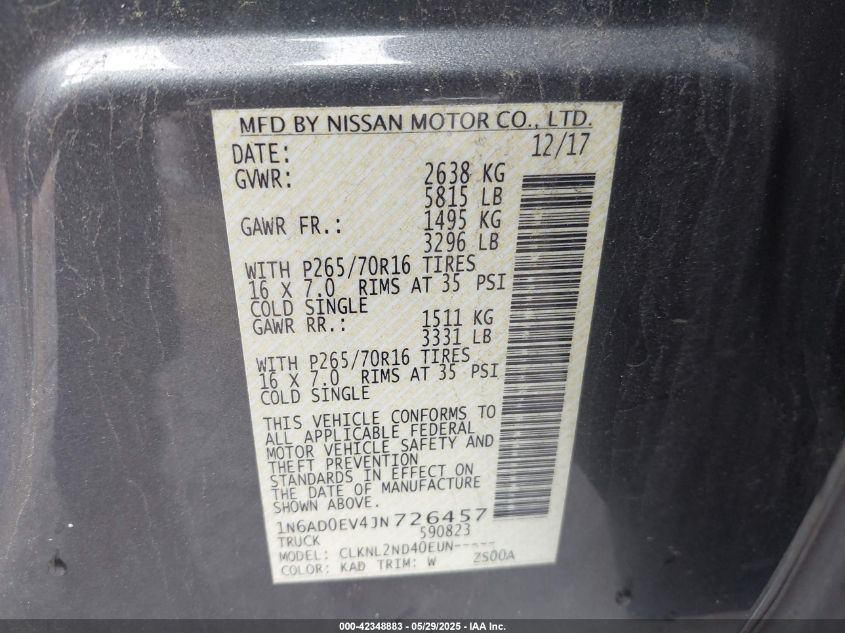 MFD BY NISSAN MOTOR CO., LTD.
DATE: 12/17
GVWR: 2638 KG
5815 LB
GAWR FR.: 1495 KG
3296 LB
WITH P265/70R16 TIRES
16 X 7.0 RIMS AT 35 PSI
COLD SINGLE
GAWR RR.: 1511 KG
3331 LB
WITH P265/70R16 TIRES
16 X 7.0 RIMS AT 35 PSI
COLD SINGLE
THIS VEHICLE CONFORMS TO
ALL APPLICABLE FEDERAL
MOTOR VEHICLE SAFETY AND
THEFT PREVENTION
STANDARDS IN EFFECT ON
THE DATE OF MANUFACTURE
SHOWN ABOVE
1N6AD0EV4JN726457
TRUCK 590823
MODEL: CLKNL2ND40EUN-----
COLOR: KAD TRIM: W ZS00A
000-42348883 - 05/29/2025 - IAA Inc.